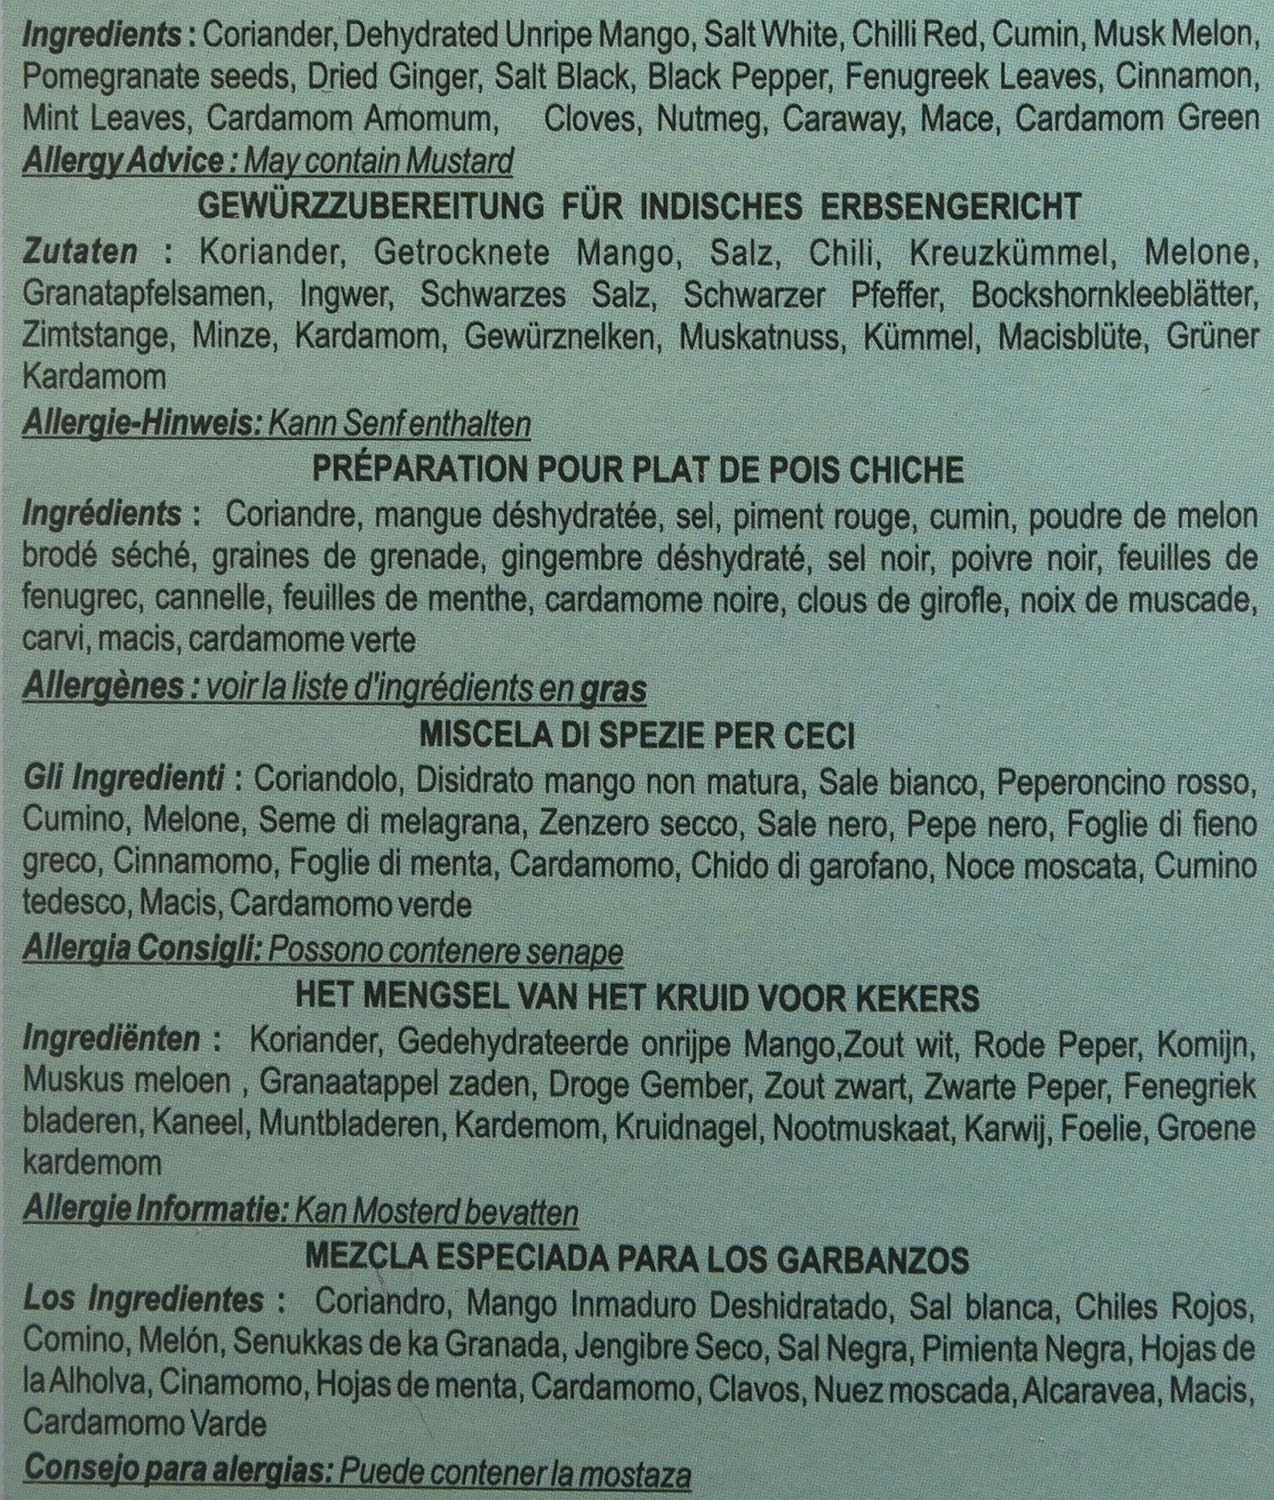 Ingredients : Coriander, Dehydrated Unripe Mango, Salt White, Chilli Red, Cumin, Musk Melon,
Pomegranate seeds, Dried Ginger, Salt Black, Black Pepper, Fenugreek Leaves, Cinnamon,
Mint Leaves, Cardamom Amomum, Cloves, Nutmeg, Caraway, Mace, Cardamom Green
Allergy Advice : May contain Mustard
GEWÜRZZUBEREITUNG FÜR INDISCHES ERBSENGERICHT
Zutaten : Koriander, Getrocknete Mango, Salz, Chili, Kreuzkümmel, Melone,
Granatapfelsamen, Ingwer, Schwarzes Salz, Schwarzer Pfeffer, Bockshornkleeblätter,
Zimtstange, Minze, Kardamom, Gewürznelken, Muskatnuss, Kümmel, Macisblüte, Grüner
Kardamom
Allergie-Hinweis: Kann Senf enthalten
PRÉPARATION POUR PLAT DE POIS CHICHE
Ingrédients : Coriandre, mangue déshydratée, sel, piment rouge, cumin, poudre de melon
brodé séché, graines de grenade, gingembre déshydraté, sel noir, poivre noir, feuilles de
fenugrec, cannelle, feuilles de menthe, cardamome noire, clous de girofle, noix de muscade,
carvi, macis, cardamome verte
Allergènes : voir la liste d'ingrédients en gras
MISCELA DI SPEZIE PER CECI
Gli Ingredienti : Coriandolo, Disidrato mango non matura, Sale bianco, Peperoncino rosso,
Cumino, Melone, Seme di melagrana, Zenzero secco, Sale nero, Pepe nero, Foglie di fieno
greco, Cinnamomo, Foglie di menta, Cardamomo, Chido di garofano, Noce moscata, Cumino
tedesco, Macis, Cardamomo verde
Allergia Consigli: Possono contenere senape
HET MENGSEL VAN HET KRUID VOOR KEKERS
Ingrediënten : Koriander, Gedehydrateerde onrijpe Mango,Zout wit, Rode Peper, Komijn,
Muskus meloen , Granaatappel zaden, Droge Gember, Zout zwart, Zwarte Peper, Fenegriek
bladeren, Kaneel, Muntbladeren, Kardemom, Kruidnagel, Nootmuskaat, Karwij, Foelie, Groene
kardemom
Allergie Informatie: Kan Mosterd bevatten
MEZCLA ESPECIADA PARA LOS GARBANZOS
Los Ingredientes : Coriandro, Mango Inmaduro Deshidratado, Sal blanca, Chiles Rojos,
Comino, Melón, Senukkas de ka Granada, Jengibre Seco, Sal Negra, Pimienta Negra, Hojas de
la Alholva, Cinamomo, Hojas de menta, Cardamomo, Clavos, Nuez moscada, Alcaravea, Macis,
Cardamomo Varde
Consejo para alergias: Puede contener la mostaza